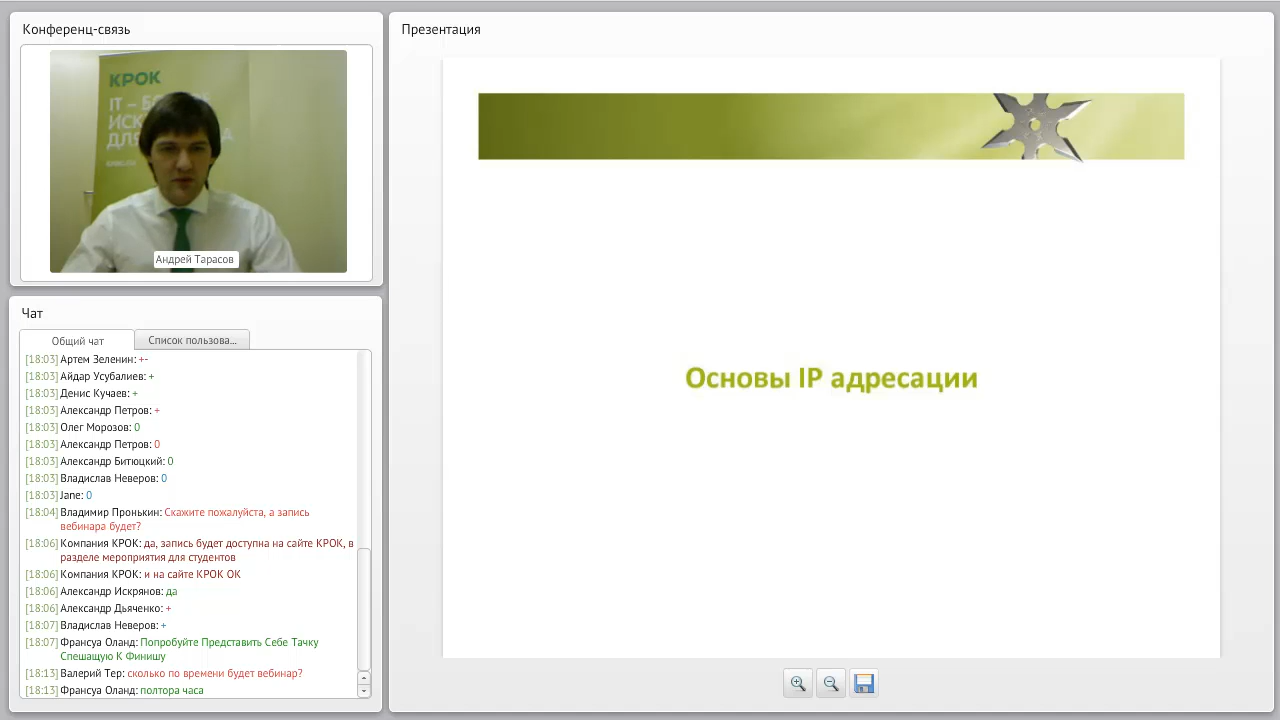 Конференц-связь
КРОК
IT –
ИСК
ДЛЯ
Андрей Тарасов
Чат
Общий чат
Список пользова...
[18:03] Артем Зеленин: +-
[18:03] Айдар Усубалиев: +
[18:03] Денис Кучаев: +
[18:03] Александр Петров: +
[18:03] Олег Морозов: 0
[18:03] Александр Петров: 0
[18:03] Александр Битюцкий: 0
[18:03] Владислав Неверов: 0
[18:03] Jane: 0
[18:04] Владимир Пронькин: Скажите пожалуйста, а запись
вебинара будет?
[18:06] Компания КРОК: да, запись будет доступна на сайте КРОК, в
разделе мероприятия для студентов
[18:06] Компания КРОК: и на сайте КРОК ОК
[18:06] Александр Искрянов: да
[18:06] Александр Дьяченко: +
[18:07] Владислав Неверов: +
[18:07] Франсуа Оланд: Попробуйте Представить Себе Тачку
Спешащую К Финишу
[18:13] Валерий Тер: сколько по времени будет вебинар?
[18:13] Франсуа Оланд: полтора часа
Презентация
Основы IP адресации